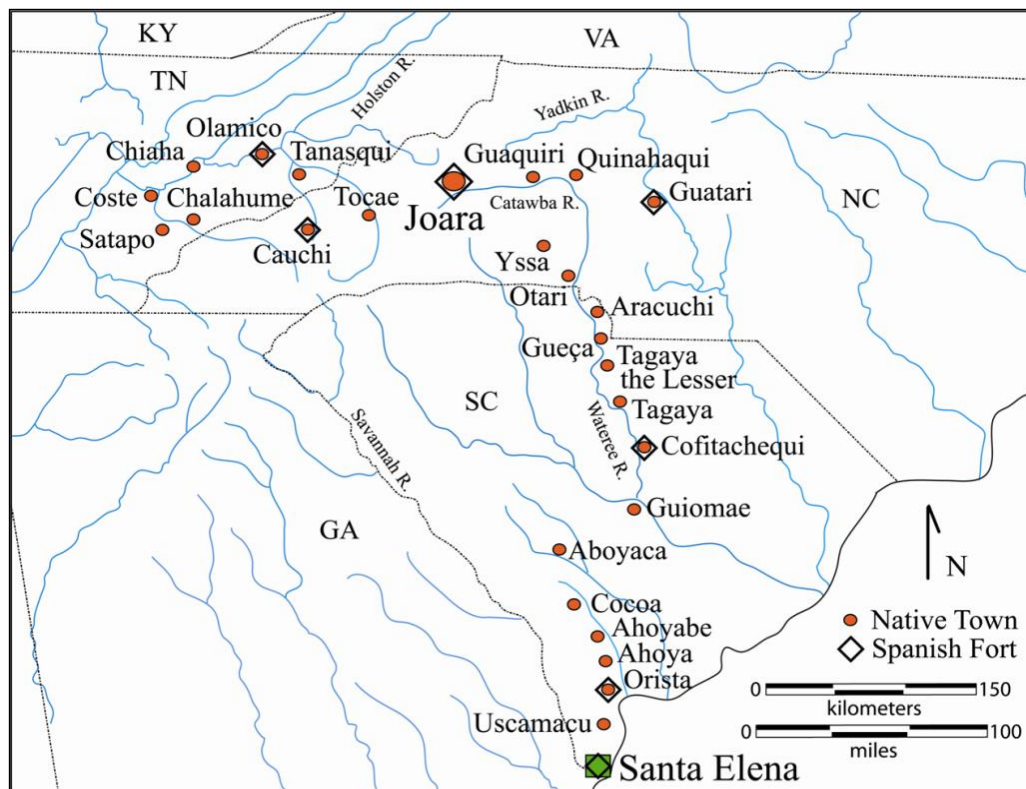 KY
VA
TN
Holston R.
Yadkin R.
Olamico
Chiaha
Tanasqui
Guaquiri
Quinahaqui
Coste
Chalahume
Tocae
Joara
Catawba R.
Guatari
NC
Satapo
Cauchi
Yssa
Otari
Aracuchi
Gueça
Tagaya
the Lesser
SC
Tagaya
Savannah R.
Wateree R.
Cofitachequi
Guiomae
GA
Aboyaca
N
Cocoa
Native Town
Ahoyabe
Spanish Fort
Ahoya
Orista
0 150
kilometers
Uscamacu
0 100
miles
Santa Elena